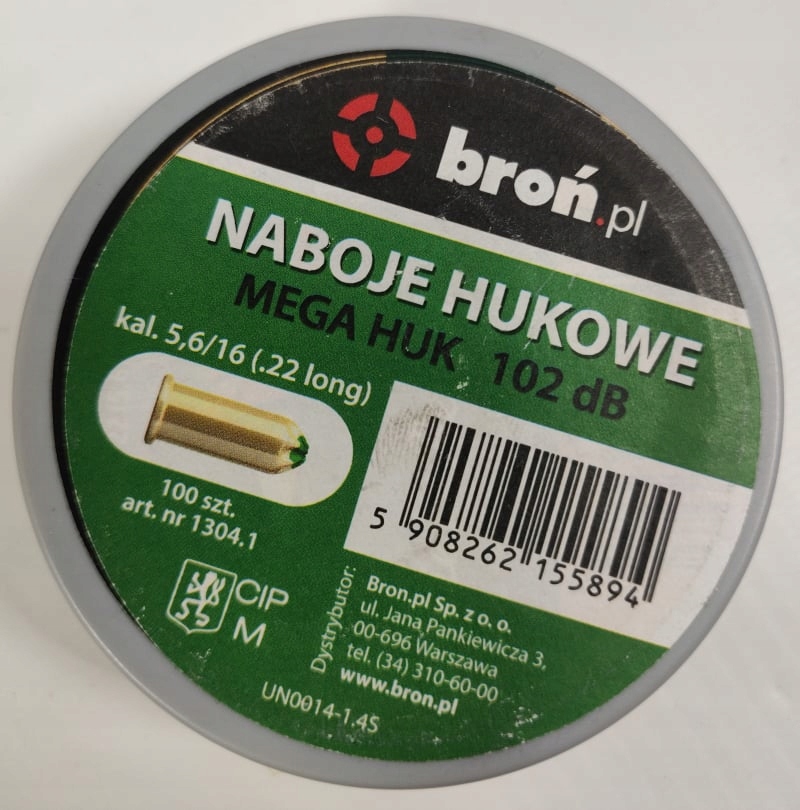 broń.pl
NABOJE HUKOWE
MEGA HUK 102 dB
kal. 5,6/16 (.22 long)
100 szt.
art. nr 1304.1
5 908262 155894
CIP
M
Dystrybutor:
Bron.pl Sp. z o. o.
ul. Jana Pankiewicza 3,
00-696 Warszawa
tel. (34) 310-60-00
www.bron.pl
UN0014-1.4S